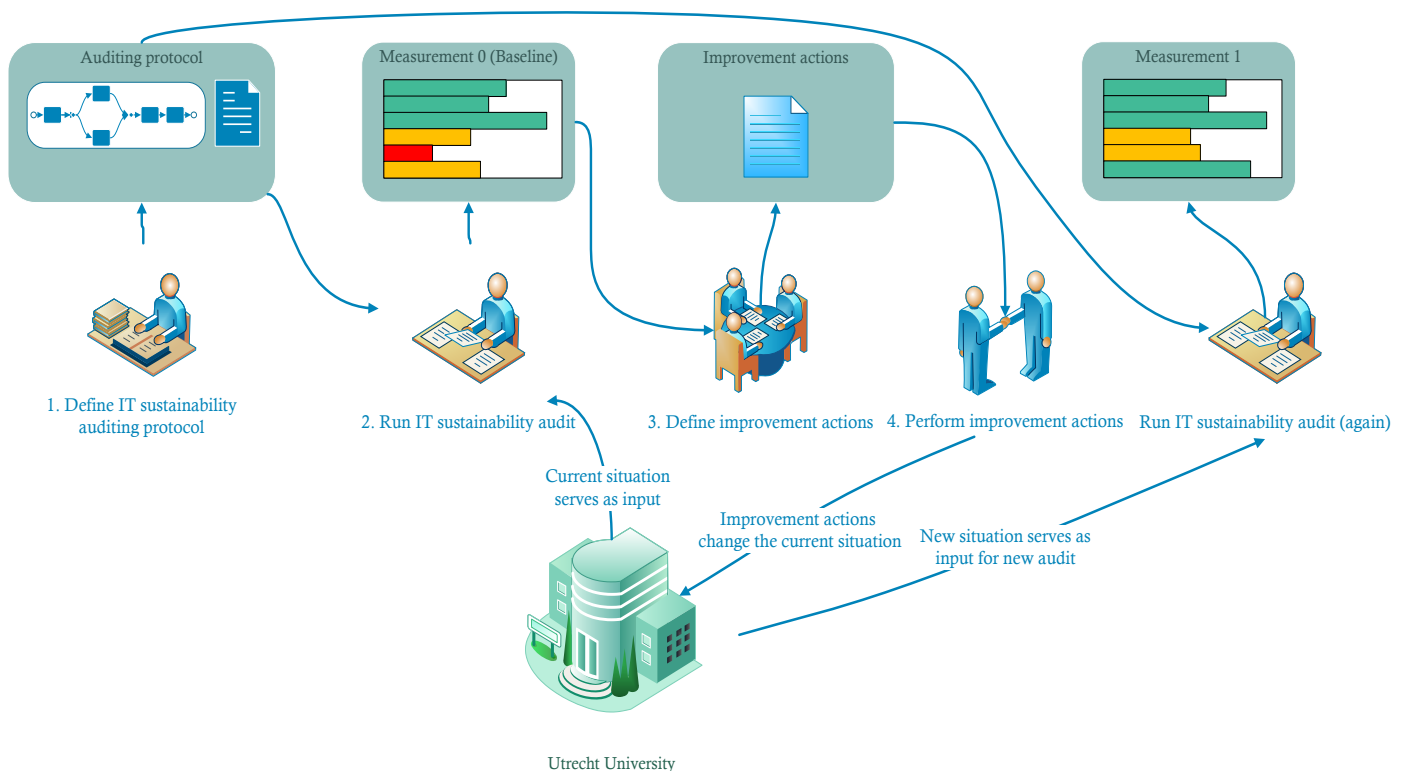 Auditing protocol
Measurement 0 (Baseline)
Improvement actions
Measurement 1
1. Define IT sustainability
auditing protocol
2. Run IT sustainability audit
3. Define improvement actions
4. Perform improvement actions
Run IT sustainability audit (again)
Current situation
serves as input
Improvement actions
change the current situation
New situation serves as
input for new audit
Utrecht University